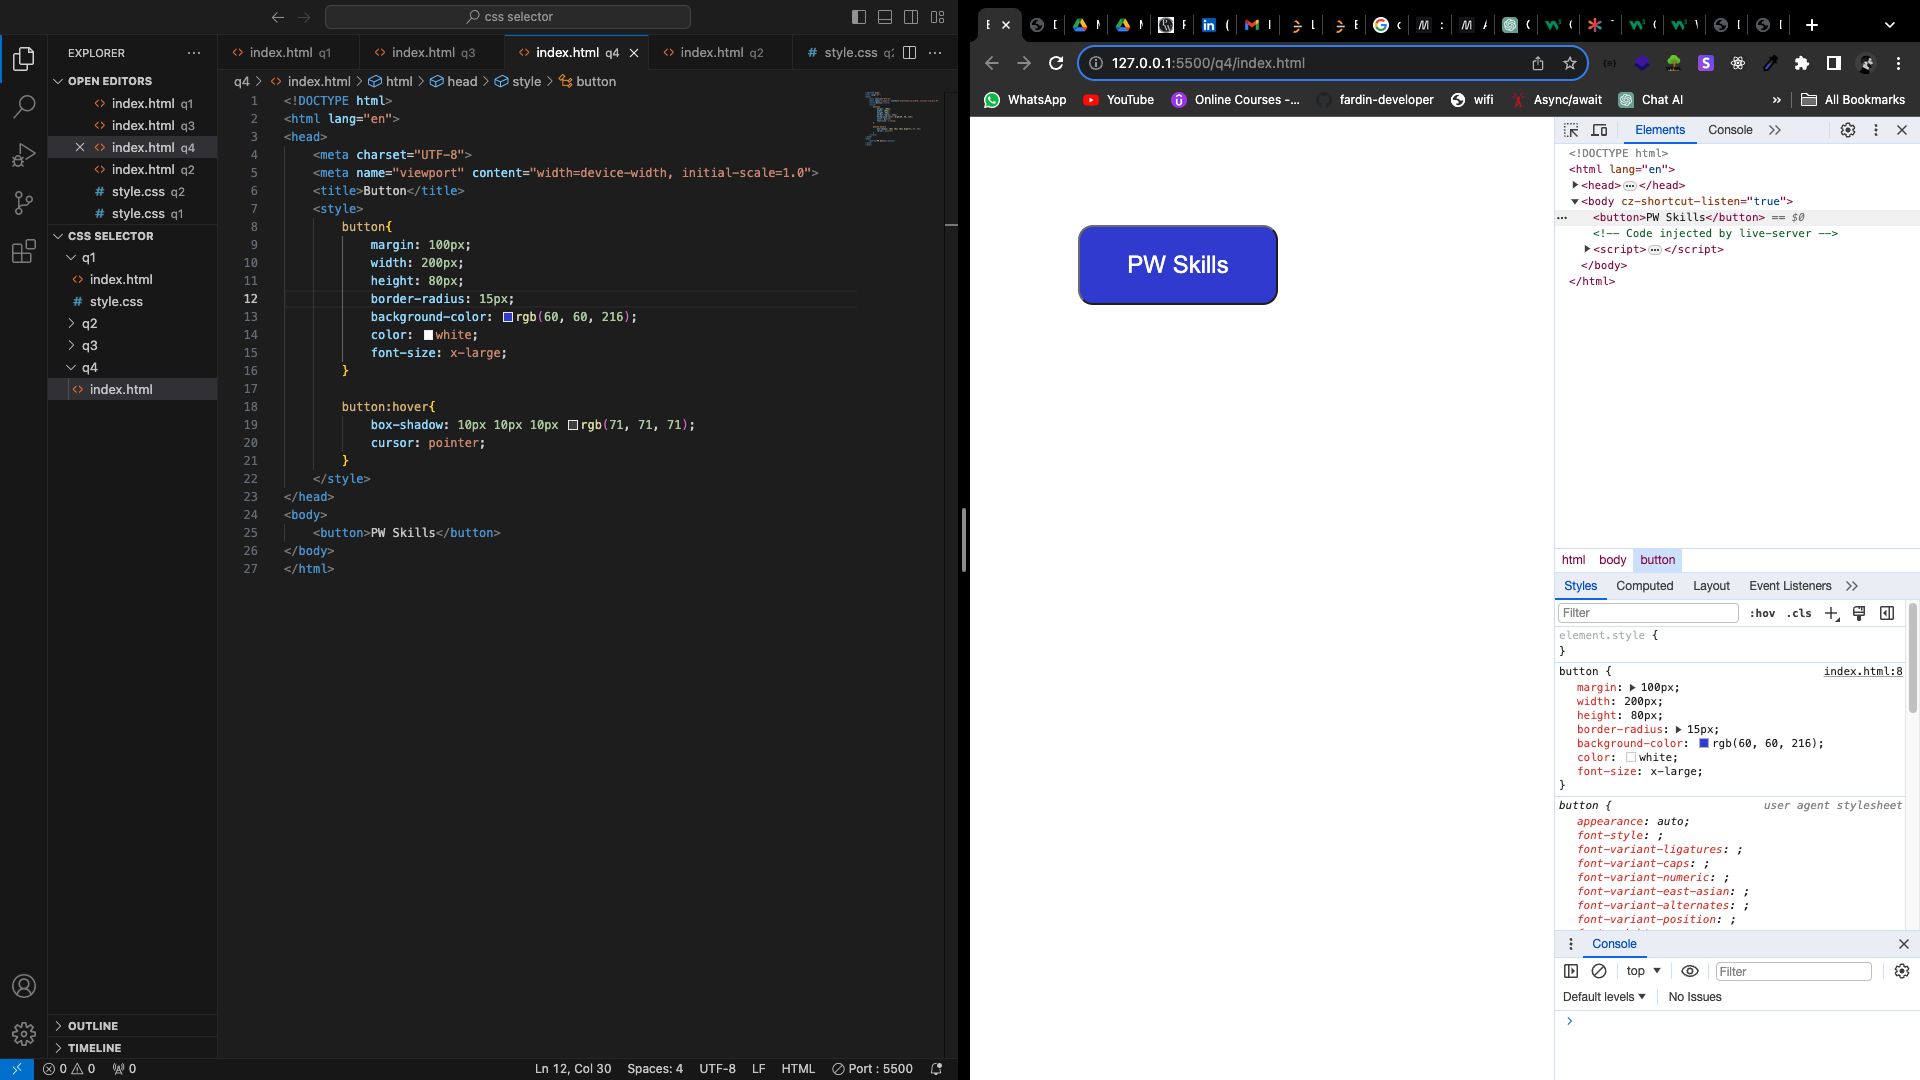 css selector
EXPLORER
OPEN EDITORS
index.html q1
index.html q3
index.html q4
index.html q2
style.css q2
style.css q1
CSS SELECTOR
q1
index.html
style.css
q2
q3
q4
index.html
OUTLINE
TIMELINE
index.html q1
index.html q3
index.html q4
index.html q2
style.css
q4 > index.html > html > head > style > button
1 <!DOCTYPE html>
2 <html lang="en">
3 <head>
4 <meta charset="UTF-8">
5 <meta name="viewport" content="width=device-width, initial-scale=1.0">
6 <title>Button</title>
7 <style>
8 button{
9 margin: 100px;
10 width: 200px;
11 height: 80px;
12 border-radius: 15px;
13 background-color: rgb(60, 60, 216);
14 color: white;
15 font-size: x-large;
16 }
17
18 button:hover{
19 box-shadow: 10px 10px 10px rgb(71, 71, 71);
20 cursor: pointer;
21 }
22 </style>
23 </head>
24 <body>
25 <button>PW Skills</button>
26 </body>
27 </html>
0 0 0
Ln 12, Col 30 Spaces: 4 UTF-8 LF HTML Port : 5500
127.0.0.1:5500/q4/index.html
WhatsApp YouTube Online Courses -... fardin-developer wifi Async/await Chat AI » All Bookmarks
PW Skills
Elements Console
<!DOCTYPE html>
<html lang="en">
<head> ... </head>
<body cz-shortcut-listen="true">
... <button>PW Skills</button> == $0
<!-- Code injected by live-server -->
<script> ... </script>
</body>
</html>
html body button
Styles Computed Layout Event Listeners
Filter :hov .cls
element.style {
}
button { index.html:8
margin: 100px;
width: 200px;
height: 80px;
border-radius: 15px;
background-color: rgb(60, 60, 216);
color: white;
font-size: x-large;
}
button { user agent stylesheet
appearance: auto;
font-style: ;
font-variant-ligatures: ;
font-variant-caps: ;
font-variant-numeric: ;
font-variant-east-asian: ;
font-variant-alternates: ;
font-variant-position: ;
Console
top Filter
Default levels No Issues